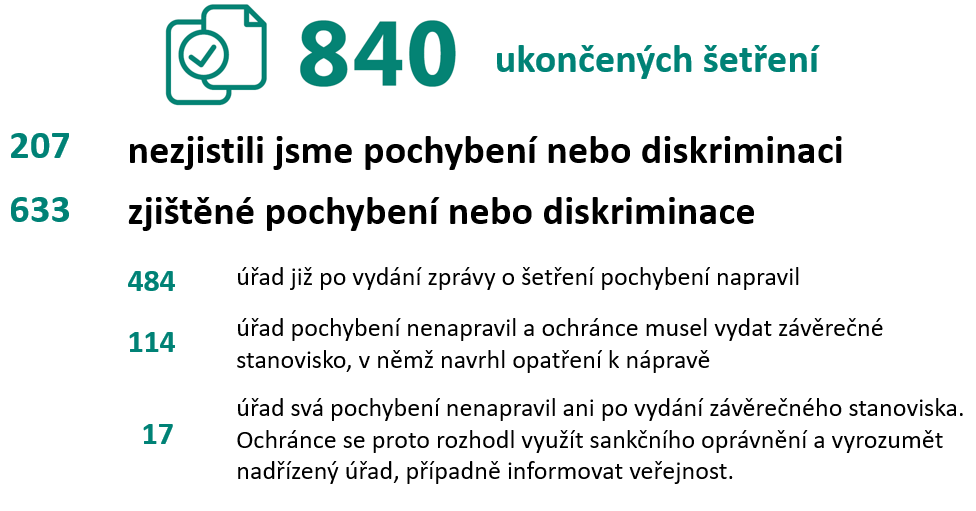 840 ukončených šetření
207 nezjistili jsme pochybení nebo diskriminaci
633 zjištěné pochybení nebo diskriminace
484 úřad již po vydání zprávy o šetření pochybení napravil
114 úřad pochybení nenapravil a ochránce musel vydat závěrečné
stanovisko, v němž navrhl opatření k nápravě
17 úřad svá pochybení nenapravil ani po vydání závěrečného stanoviska.
Ochránce se proto rozhodl využít sankčního oprávnění a vyrozumět
nadřízený úřad, případně informovat veřejnost.